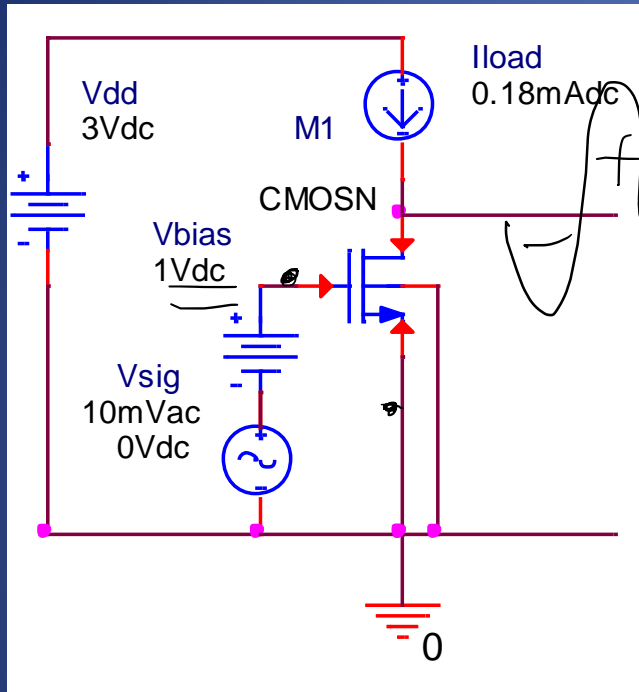 Iload
0.18mAdc
Vdd
3Vdc
M1
CMOSN
Vbias
1Vdc
Vsig
10mVac
0Vdc
0